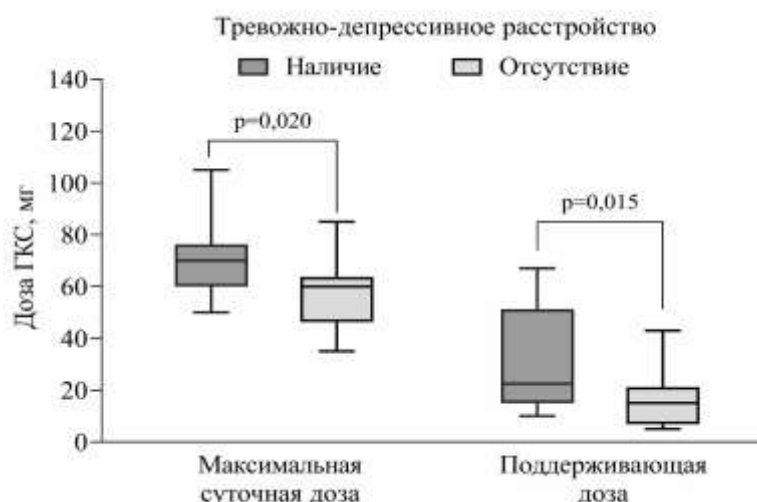 Тревожно-депрессивное расстройство
Наличие Отсутствие
Доза ГКС, мг
140
120
100
80
60
40
20
0
p=0,020
p=0,015
Максимальная
суточная доза
Поддерживающая
доза